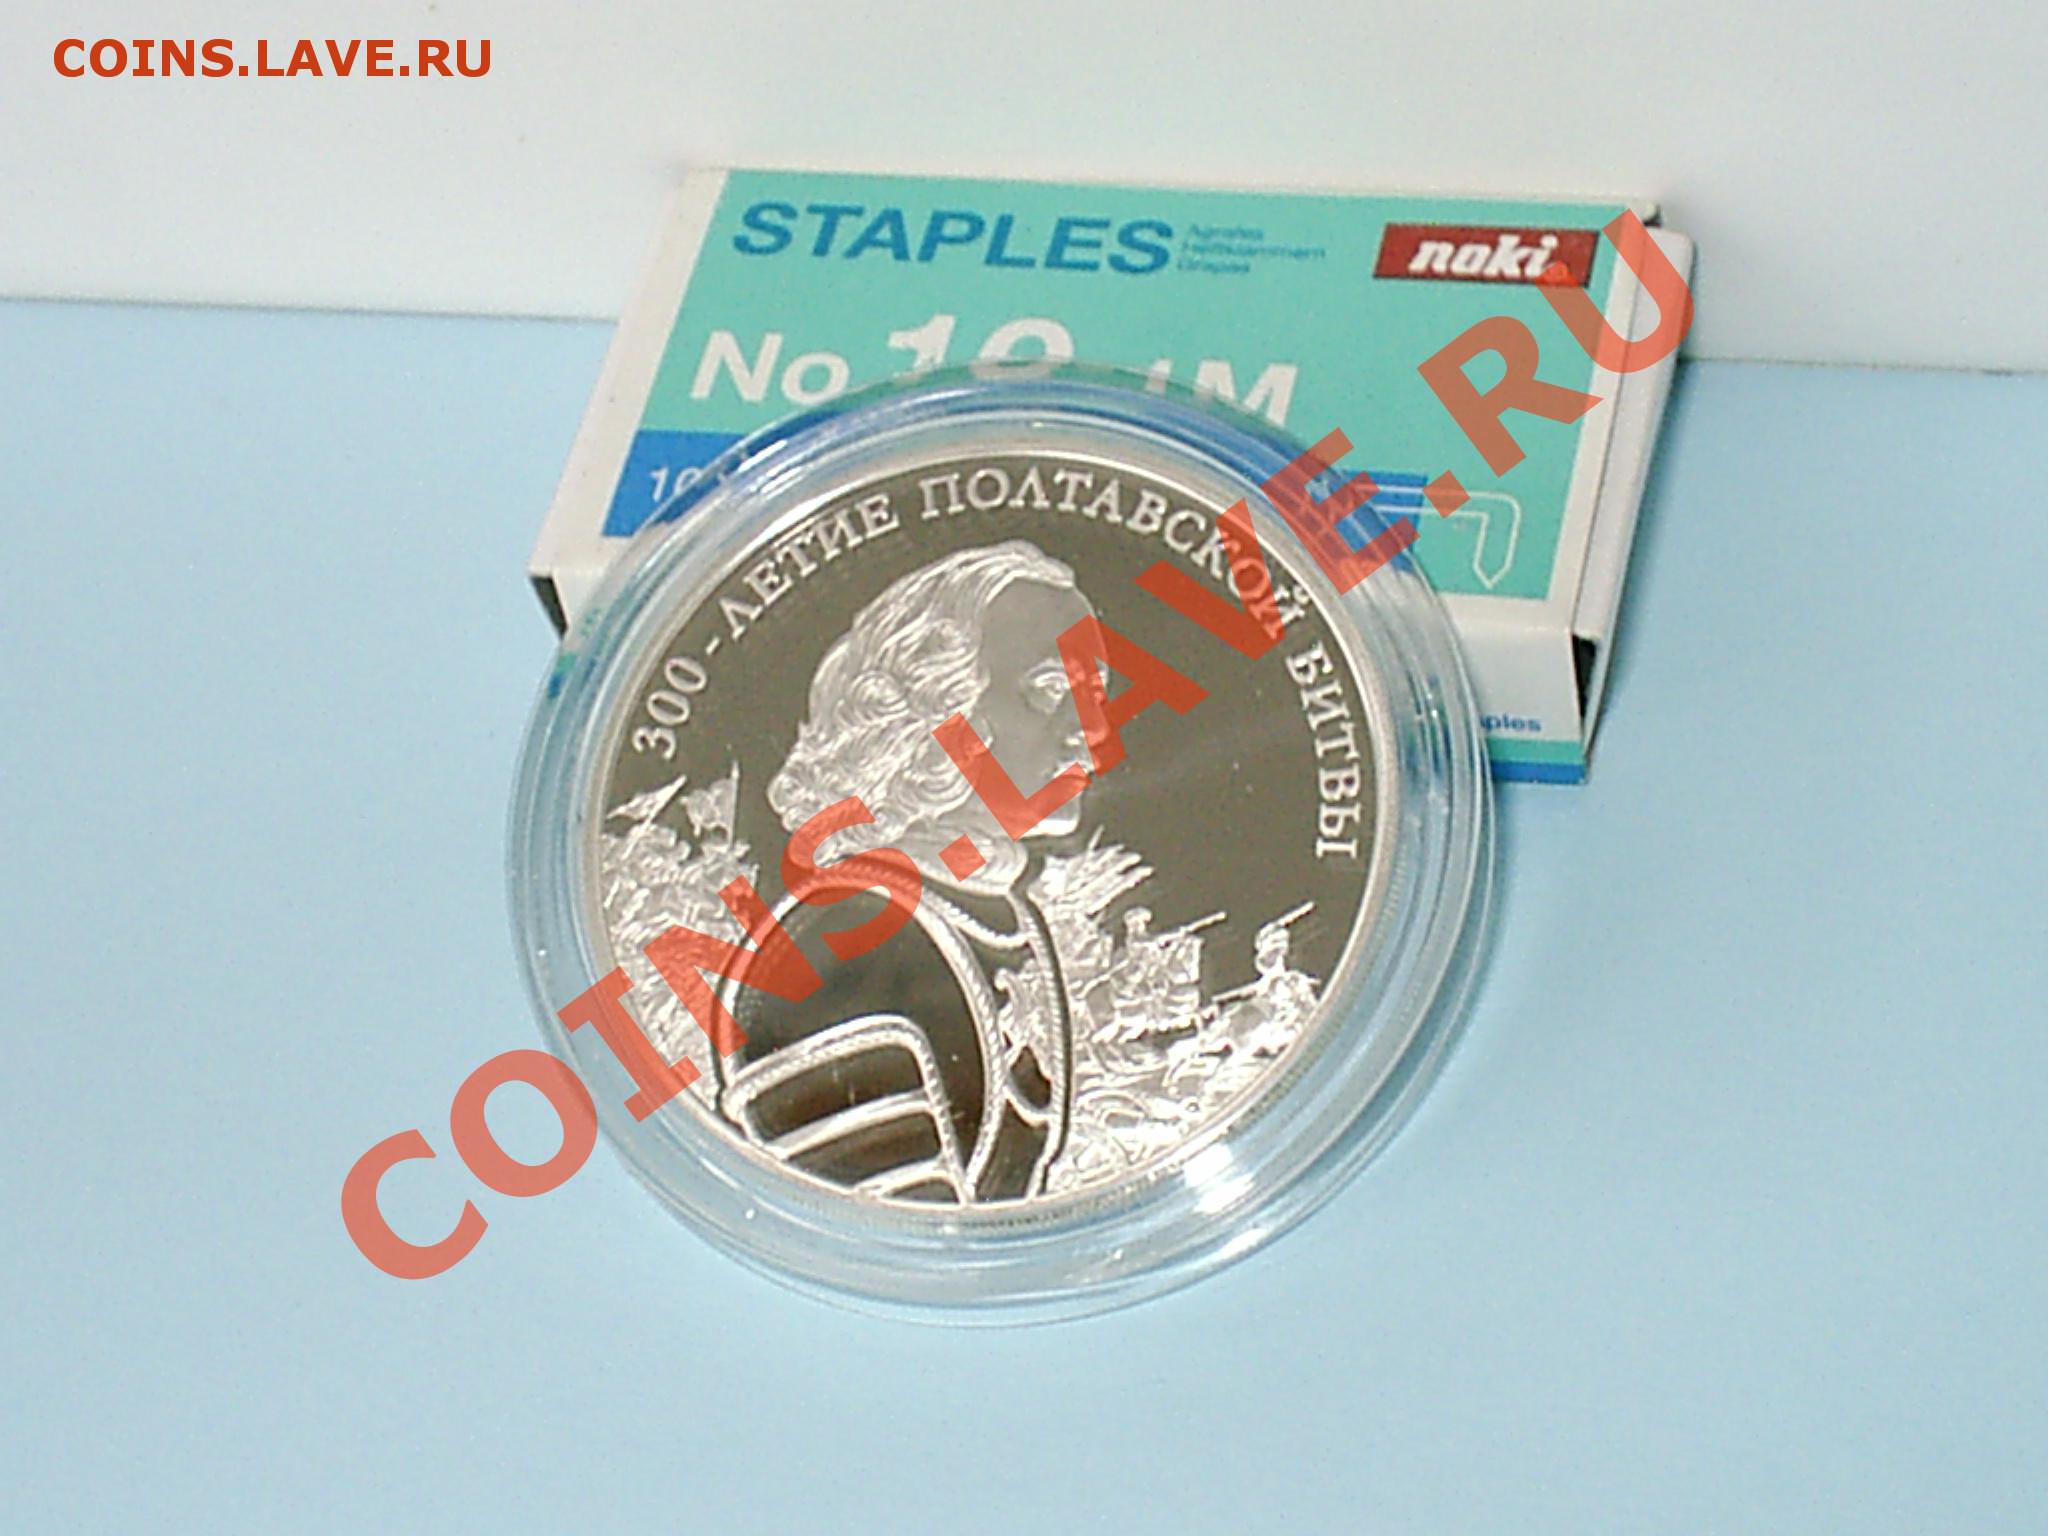 COINS.LAVE.RU
STAPLES
noki
No. 10-1M
300-ЛЕТИЕ ПОЛТАВСКОЙ БИТВЫ
COINS.LAVE.RU